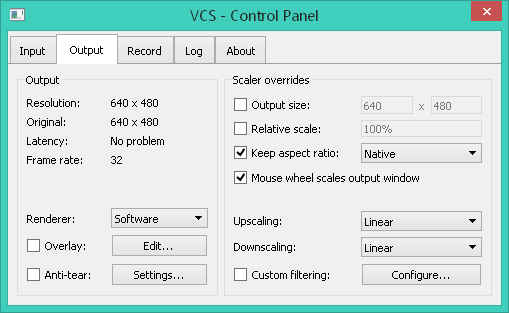 VCS - Control Panel
Input Output Record Log About
Output
Resolution: 640 x 480
Original: 640 x 480
Latency: No problem
Frame rate: 32
Renderer: Software
Overlay: Edit...
Anti-tear: Settings...
Scaler overrides
Output size: 640 x 480
Relative scale: 100%
Keep aspect ratio: Native
Mouse wheel scales output window
Upscaling: Linear
Downscaling: Linear
Custom filtering: Configure...